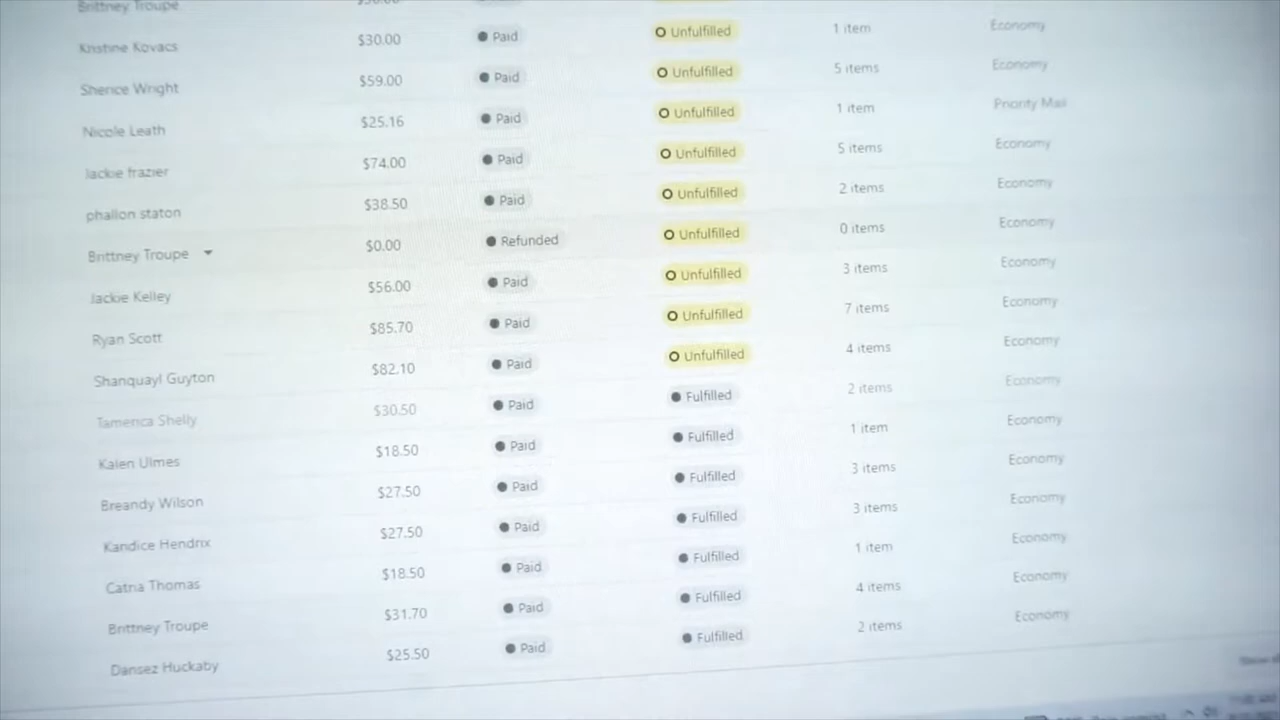 Brittney Troupe
Kristine Kovacs $30.00 Paid Unfulfilled 1 item Economy
Sherice Wright $59.00 Paid Unfulfilled 5 items Economy
Nicole Leath $25.16 Paid Unfulfilled 1 item Priority Mail
Jackie frazier $74.00 Paid Unfulfilled 5 items Economy
phallon staton $38.50 Paid Unfulfilled 2 items Economy
Brittney Troupe $0.00 Refunded Unfulfilled 0 items Economy
Jackie Kelley $56.00 Paid Unfulfilled 3 items Economy
Ryan Scott $85.70 Paid Unfulfilled 7 items Economy
Shanquayl Guyton $82.10 Paid Unfulfilled 4 items Economy
Tamerica Shelly $30.50 Paid Fulfilled 2 items Economy
Kalen Ulmes $18.50 Paid Fulfilled 1 item Economy
Breandy Wilson $27.50 Paid Fulfilled 3 items Economy
Kandice Hendrix $27.50 Paid Fulfilled 3 items Economy
Catria Thomas $18.50 Paid Fulfilled 1 item Economy
Brittney Troupe $31.70 Paid Fulfilled 4 items Economy
Dansez Huckaby $25.50 Paid Fulfilled 2 items Economy